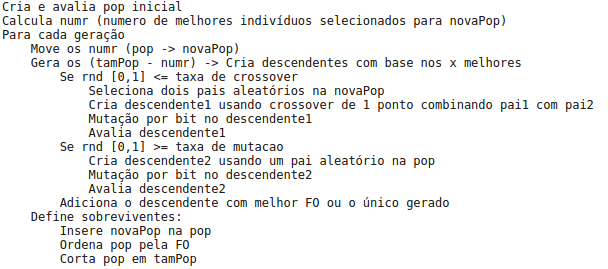 Cria e avalia pop inicial
Calcula numr (numero de melhores indivíduos selecionados para novaPop)
Para cada geração
    Move os numr (pop -> novaPop)
    Gera os (tamPop - numr) -> Cria descendentes com base nos x melhores
        Se rnd [0,1] <= taxa de crossover
            Seleciona dois pais aleatórios na novaPop
            Cria descendente1 usando crossover de 1 ponto combinando pai1 com pai2
            Mutação por bit no descendente1
            Avalia descendente1
        Se rnd [0,1] >= taxa de mutacao
            Cria descendente2 usando um pai aleatório na pop
            Mutação por bit no descendente2
            Avalia descendente2
        Adiciona o descendente com melhor FO ou o único gerado
    Define sobreviventes:
        Insere novaPop na pop
        Ordena pop pela FO
        Corta pop em tamPop